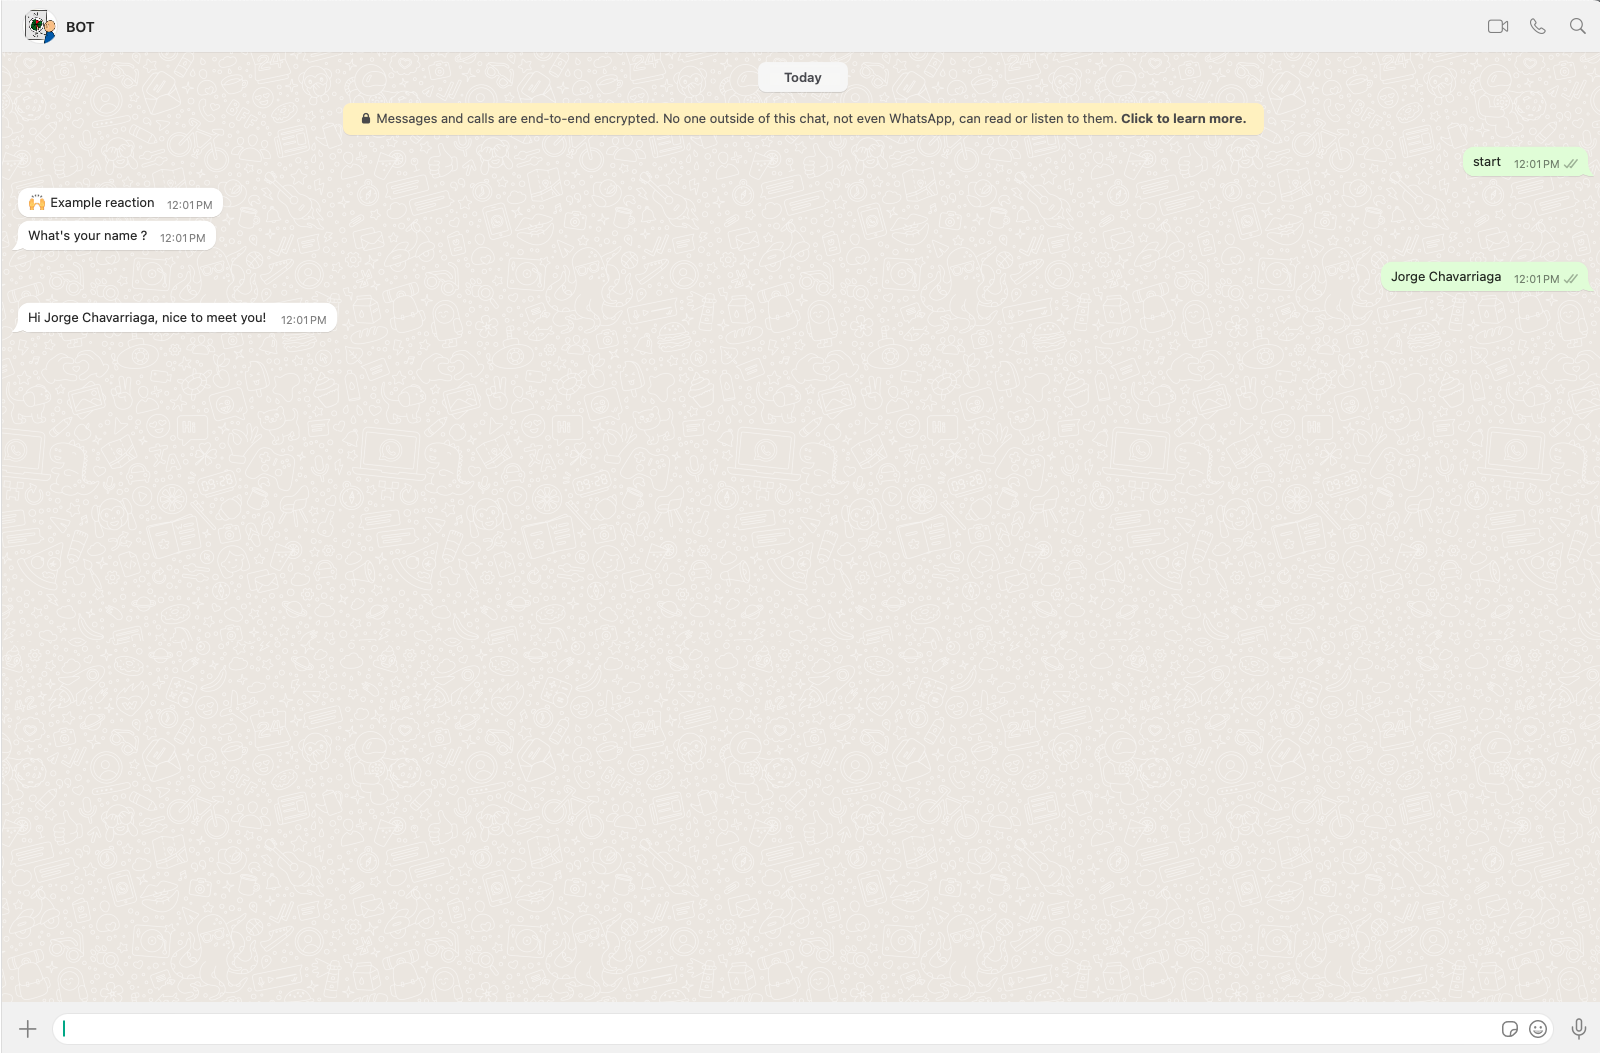 BOT
Today
Messages and calls are end-to-end encrypted. No one outside of this chat, not even WhatsApp, can read or listen to them. Click to learn more.
start 12:01 PM
🙌 Example reaction 12:01 PM
What's your name ? 12:01 PM
Jorge Chavarriaga 12:01 PM
Hi Jorge Chavarriaga, nice to meet you! 12:01 PM